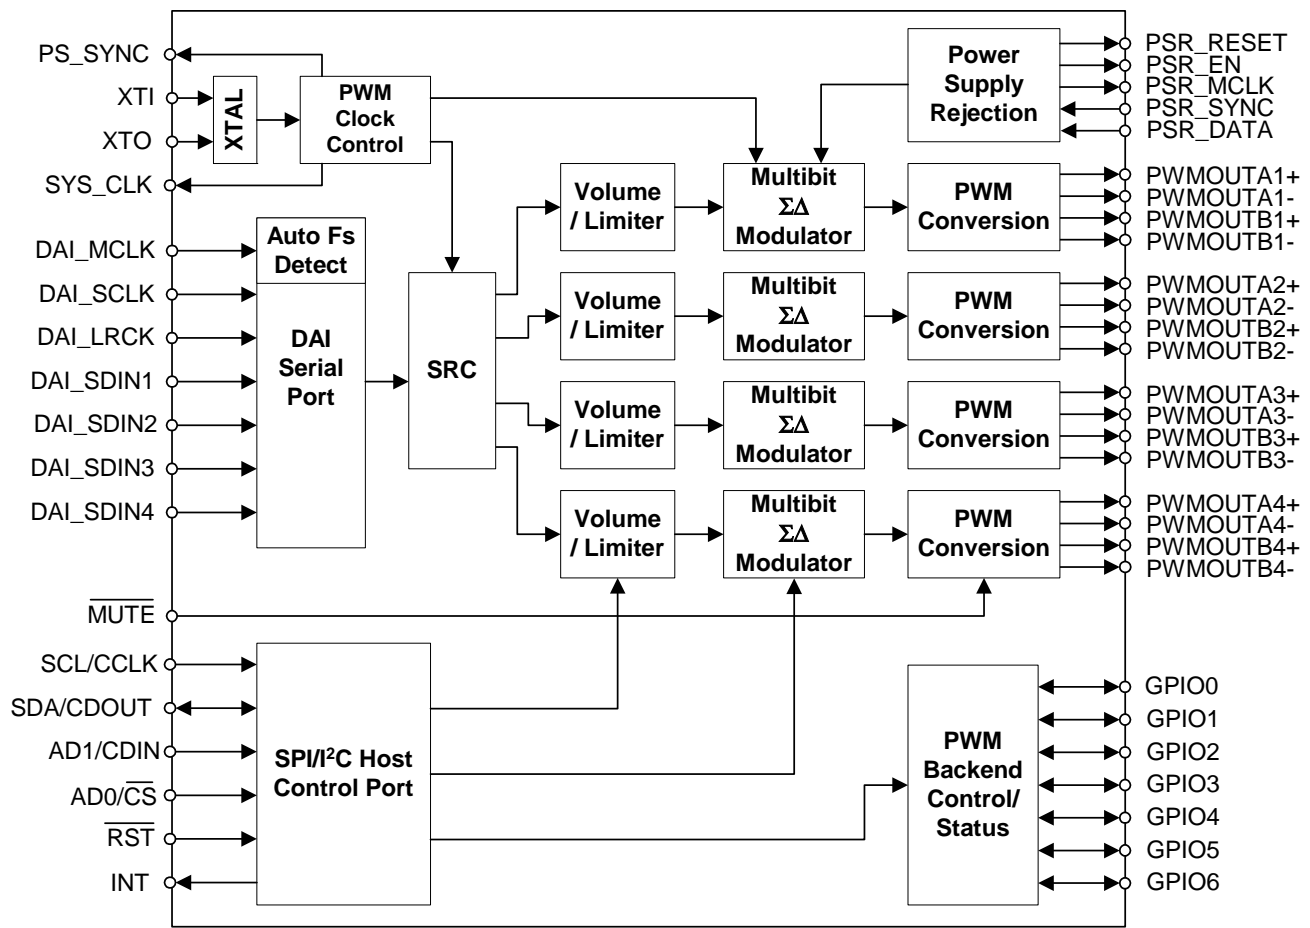 PS_SYNC
XTI
XTO
SYS_CLK
DAI_MCLK
DAI_SCLK
DAI_LRCK
DAI_SDIN1
DAI_SDIN2
DAI_SDIN3
DAI_SDIN4
MUTE
SCL/CCLK
SDA/CDOUT
AD1/CDIN
AD0/CS
RST
INT
XTAL
PWM
Clock
Control
Auto Fs
Detect
DAI
Serial
Port
SRC
SPI/I²C Host
Control Port
Volume
/ Limiter
Multibit
ΣΔ
Modulator
PWM
Conversion
Volume
/ Limiter
Multibit
ΣΔ
Modulator
PWM
Conversion
Volume
/ Limiter
Multibit
ΣΔ
Modulator
PWM
Conversion
Volume
/ Limiter
Multibit
ΣΔ
Modulator
PWM
Conversion
Power
Supply
Rejection
PWM
Backend
Control/
Status
PSR_RESET
PSR_EN
PSR_MCLK
PSR_SYNC
PSR_DATA
PWMOUTA1+
PWMOUTA1-
PWMOUTB1+
PWMOUTB1-
PWMOUTA2+
PWMOUTA2-
PWMOUTB2+
PWMOUTB2-
PWMOUTA3+
PWMOUTA3-
PWMOUTB3+
PWMOUTB3-
PWMOUTA4+
PWMOUTA4-
PWMOUTB4+
PWMOUTB4-
GPIO0
GPIO1
GPIO2
GPIO3
GPIO4
GPIO5
GPIO6